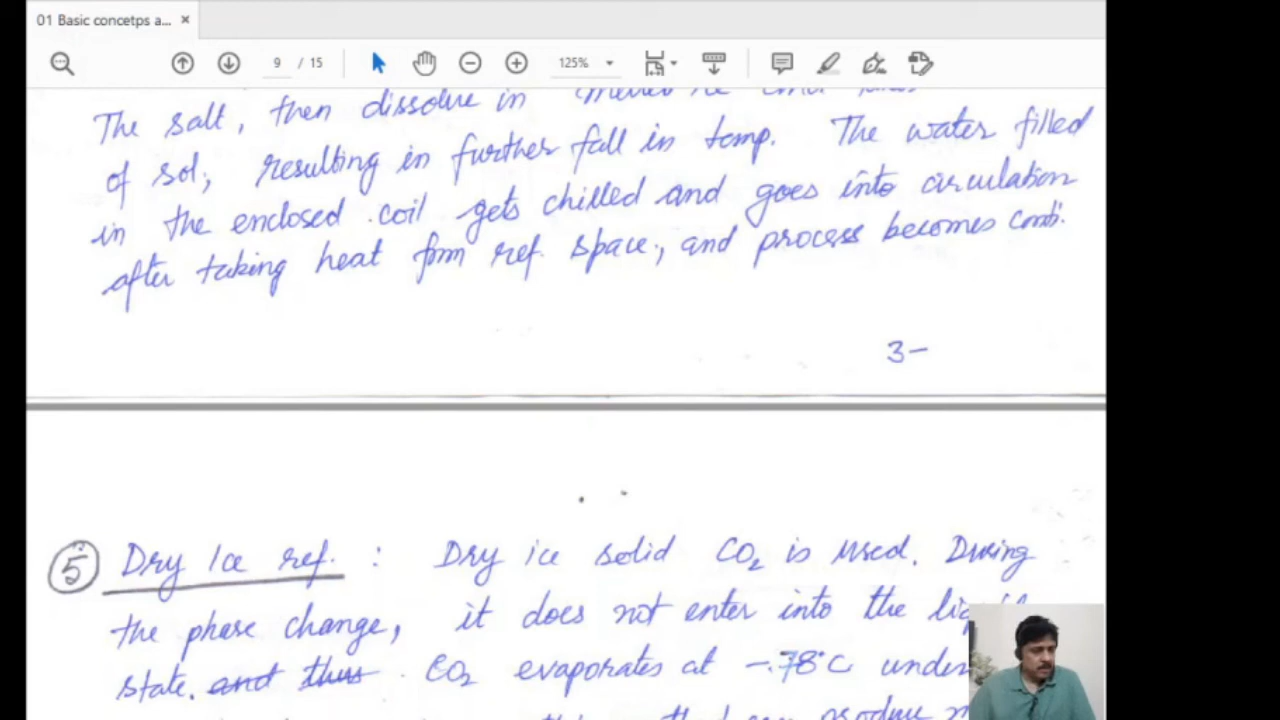 01 Basic concetps a... ×
9 / 15
125%
The salt, then dissolve in
of sol, resulting in further fall in temp. The water filled
in the enclosed coil gets chilled and goes into circulation
after taking heat form ref. space, and process becomes conti.
3-
5 Dry Ice ref. : Dry ice solid CO2 is used. During
the phase change, it does not enter into the
state. and thus CO2 evaporates at -78°C under
produce